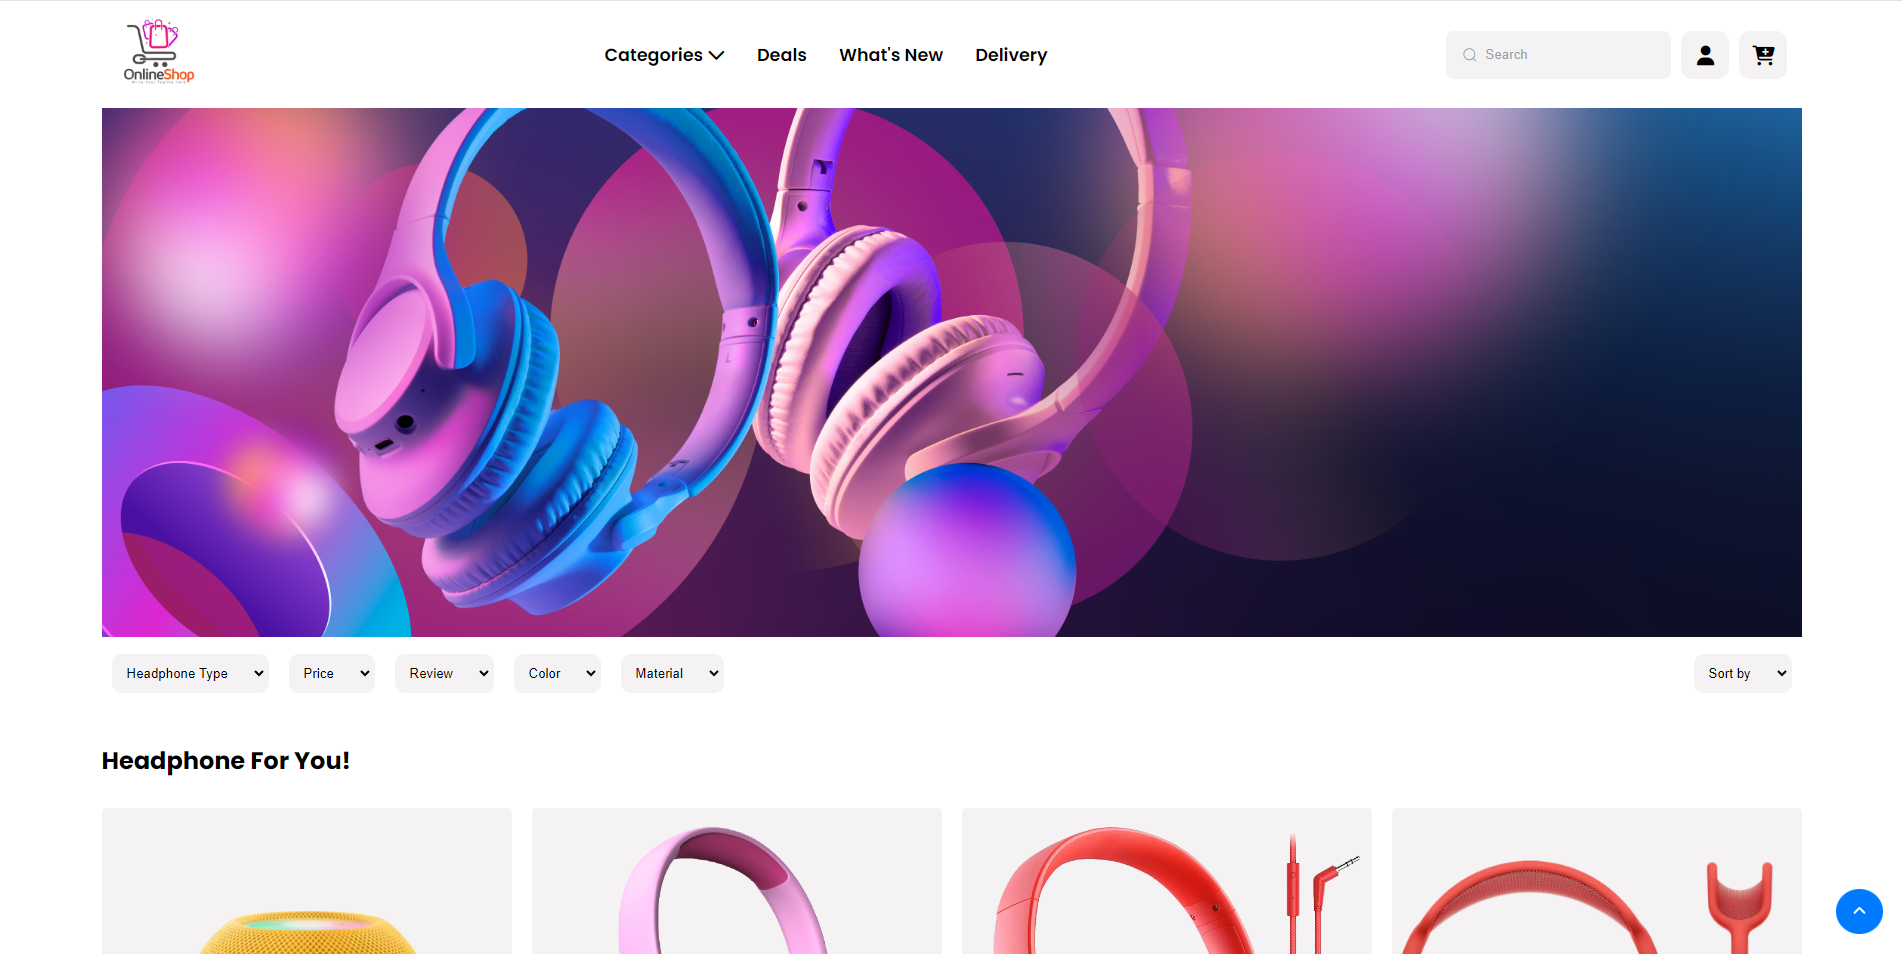 OnlineShop
Categories
Deals
What's New
Delivery
Search
Headphone Type
Price
Review
Color
Material
Sort by
Headphone For You!